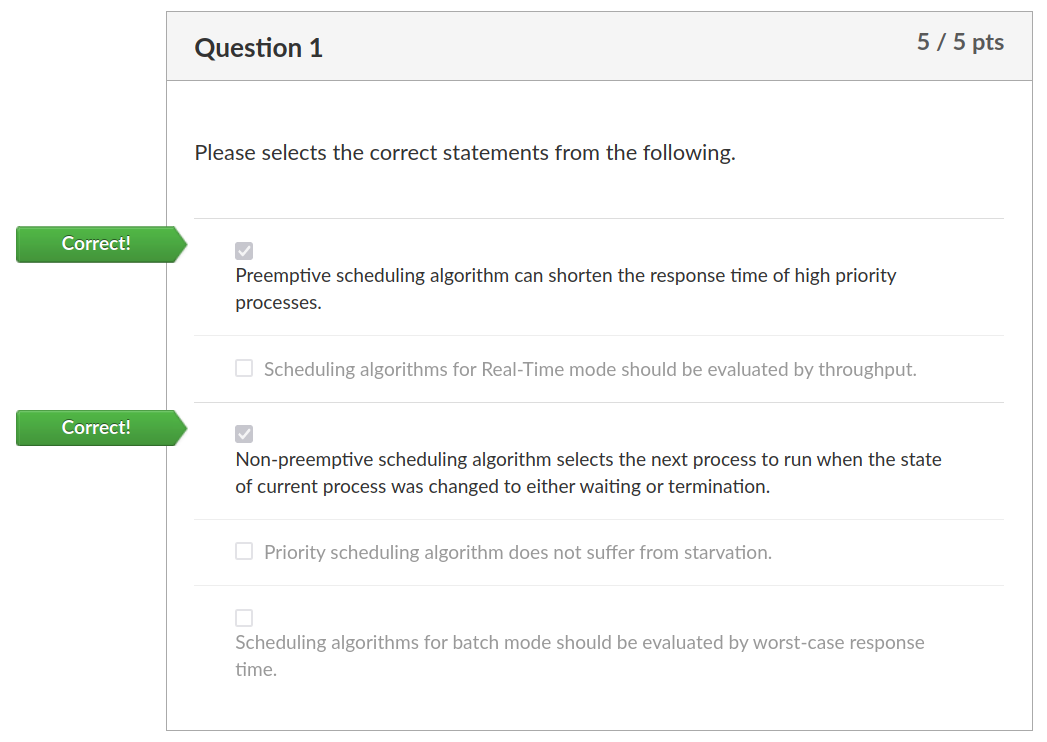 Question 1
5 / 5 pts
Please selects the correct statements from the following.
Correct!
Preemptive scheduling algorithm can shorten the response time of high priority
processes.
Scheduling algorithms for Real-Time mode should be evaluated by throughput.
Correct!
Non-preemptive scheduling algorithm selects the next process to run when the state
of current process was changed to either waiting or termination.
Priority scheduling algorithm does not suffer from starvation.
Scheduling algorithms for batch mode should be evaluated by worst-case response
time.